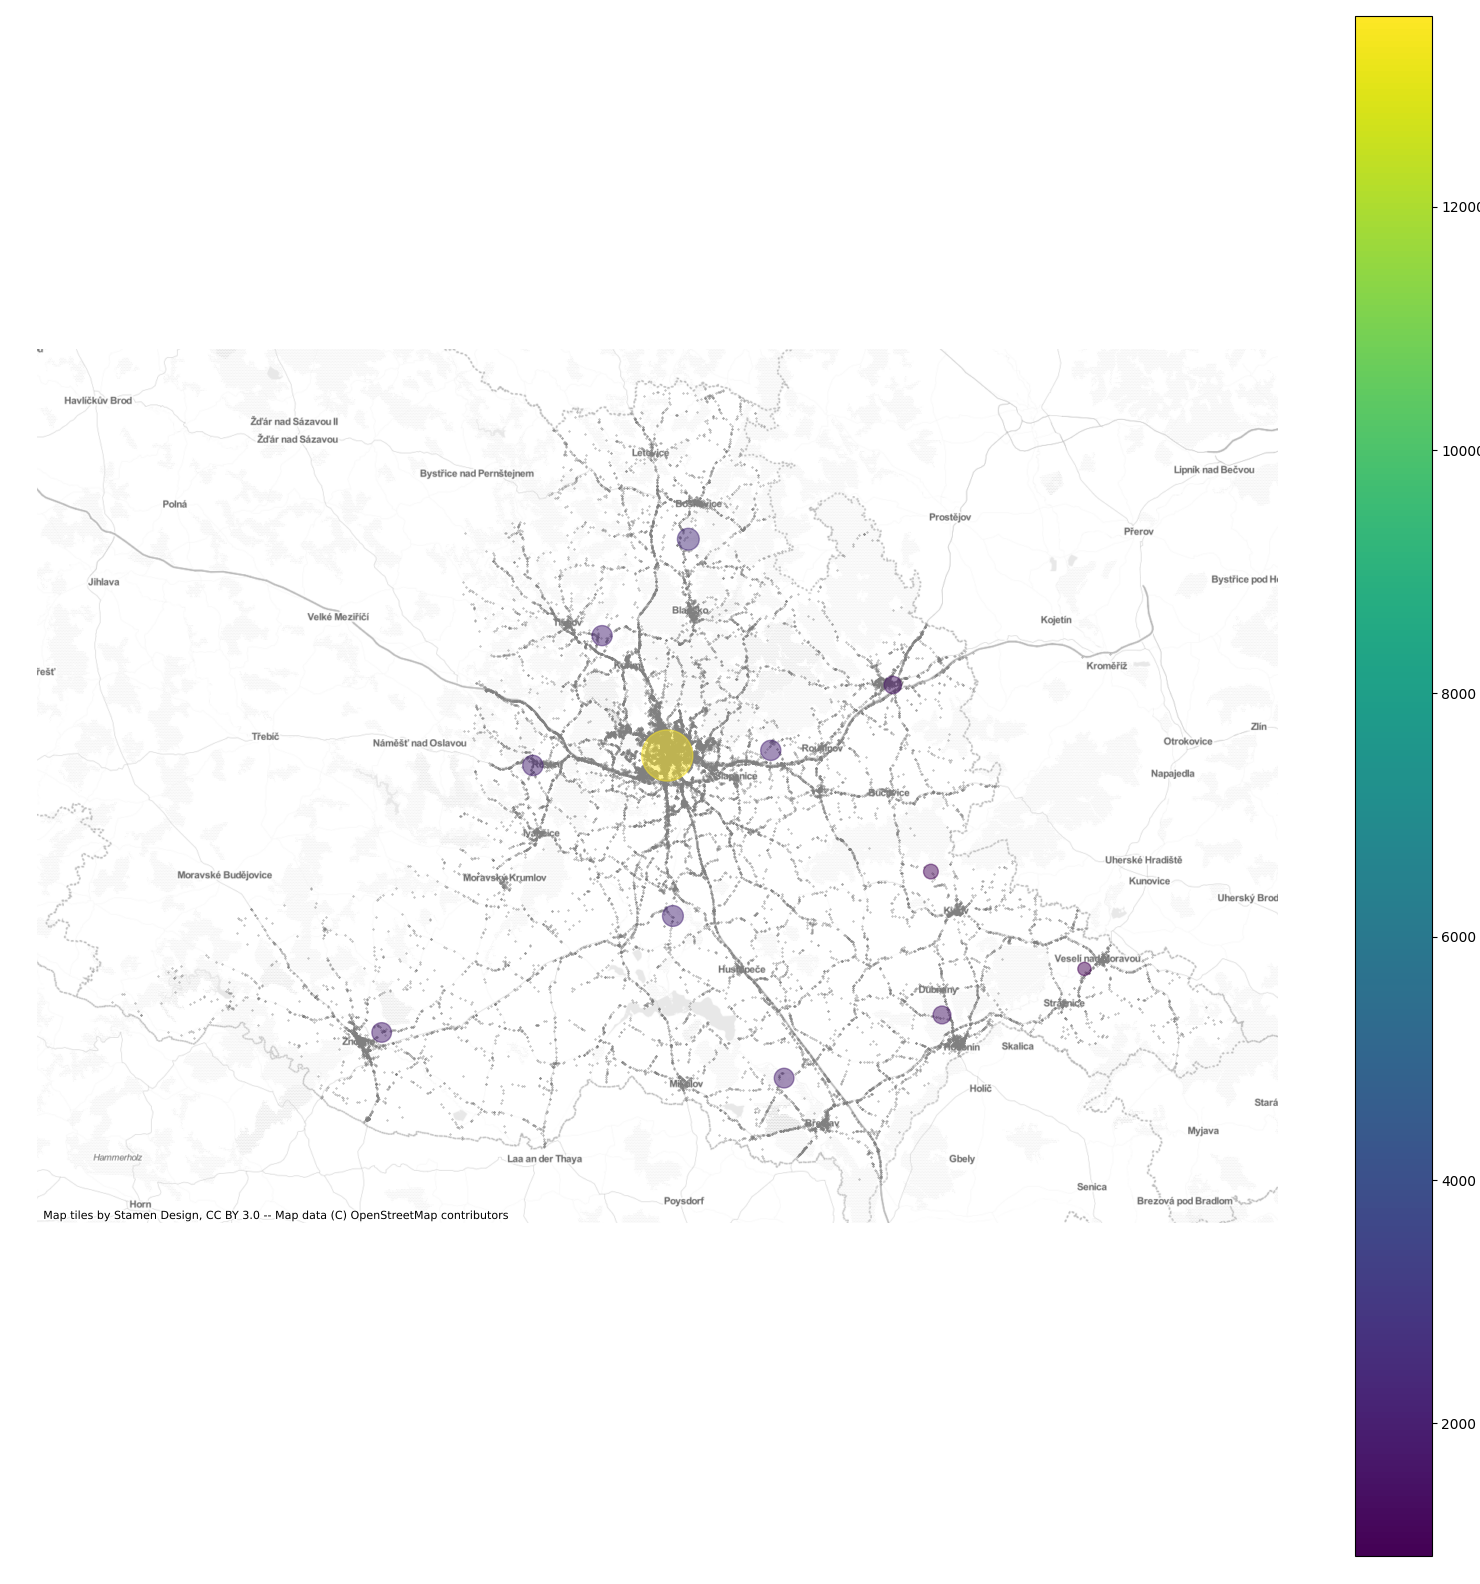 12000
10000
8000
6000
4000
2000
Havlíčkův Brod
Žďár nad Sázavou II
Žďár nad Sázavou
Letovice
Bystřice nad Pernštejnem
Lipník nad Bečvou
Polná
Boskovice
Prostějov
Přerov
Jihlava
Bystřice pod Ho
Velké Meziříčí
Blansko
Tišnov
Kojetín
Kroměříž
řešť
Třebíč
Náměšť nad Oslavou
Rousínov
Zlín
Otrokovice
Šlapanice
Napajedla
Bučovice
Ivančice
Uherské Hradiště
Moravské Budějovice
Moravský Krumlov
Kunovice
Uherský Brod
Kyjov
Veselí nad Moravou
Hustopeče
Dubňany
Strážnice
Znojmo
Hodonín
Skalica
Mikulov
Holíč
Břeclav
Stará
Myjava
Hammerholz
Laa an der Thaya
Gbely
Senica
Horn
Poysdorf
Brezová pod Bradlom
Map tiles by Stamen Design, CC BY 3.0 -- Map data (C) OpenStreetMap contributors